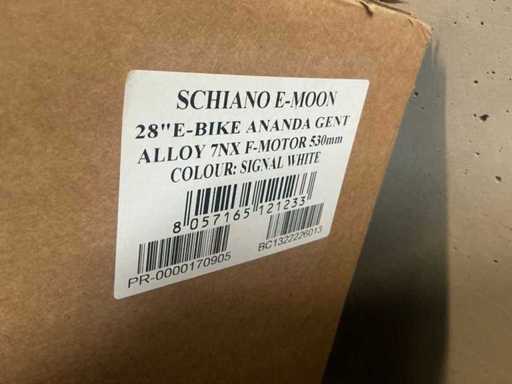 SCHIANO E-MOON
28"E-BIKE ANANDA GENT
ALLOY 7NX F-MOTOR 530mm
COLOUR: SIGNAL WHITE
8 057165 121233
PR-0000170905
BC1322226013